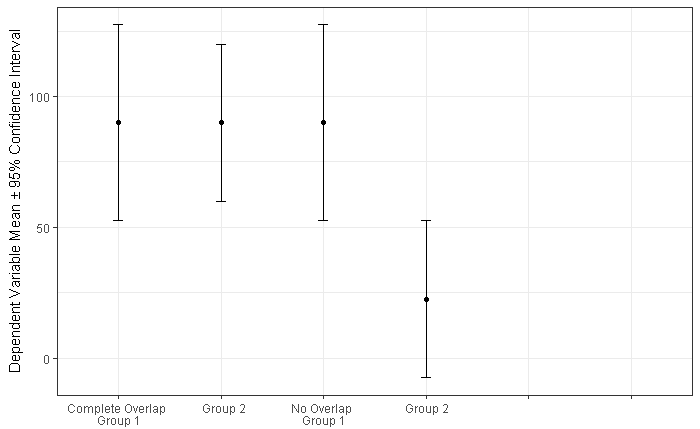 Dependent Variable Mean ± 95% Confidence Interval
100
50
0
Complete Overlap
Group 1
Group 2
No Overlap
Group 1
Group 2